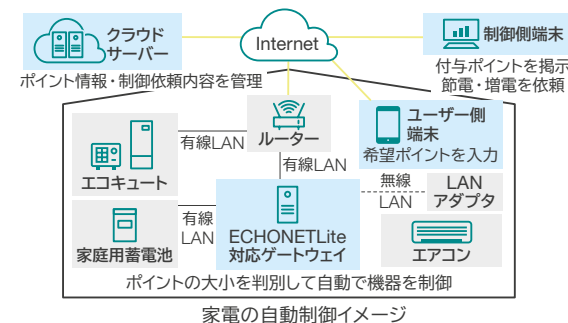 クラウド
サーバー
Internet
制御側端末
ポイント情報・制御依頼内容を管理
付与ポイントを掲示
節電・増電を依頼
ルーター
ユーザー側
端末
希望ポイントを入力
有線LAN
有線LAN
エコキュート
無線
LAN
LAN
アダプタ
有線
LAN
家庭用蓄電池
ECHONETLite
対応ゲートウェイ
エアコン
ポイントの大小を判別して自動で機器を制御
家電の自動制御イメージ